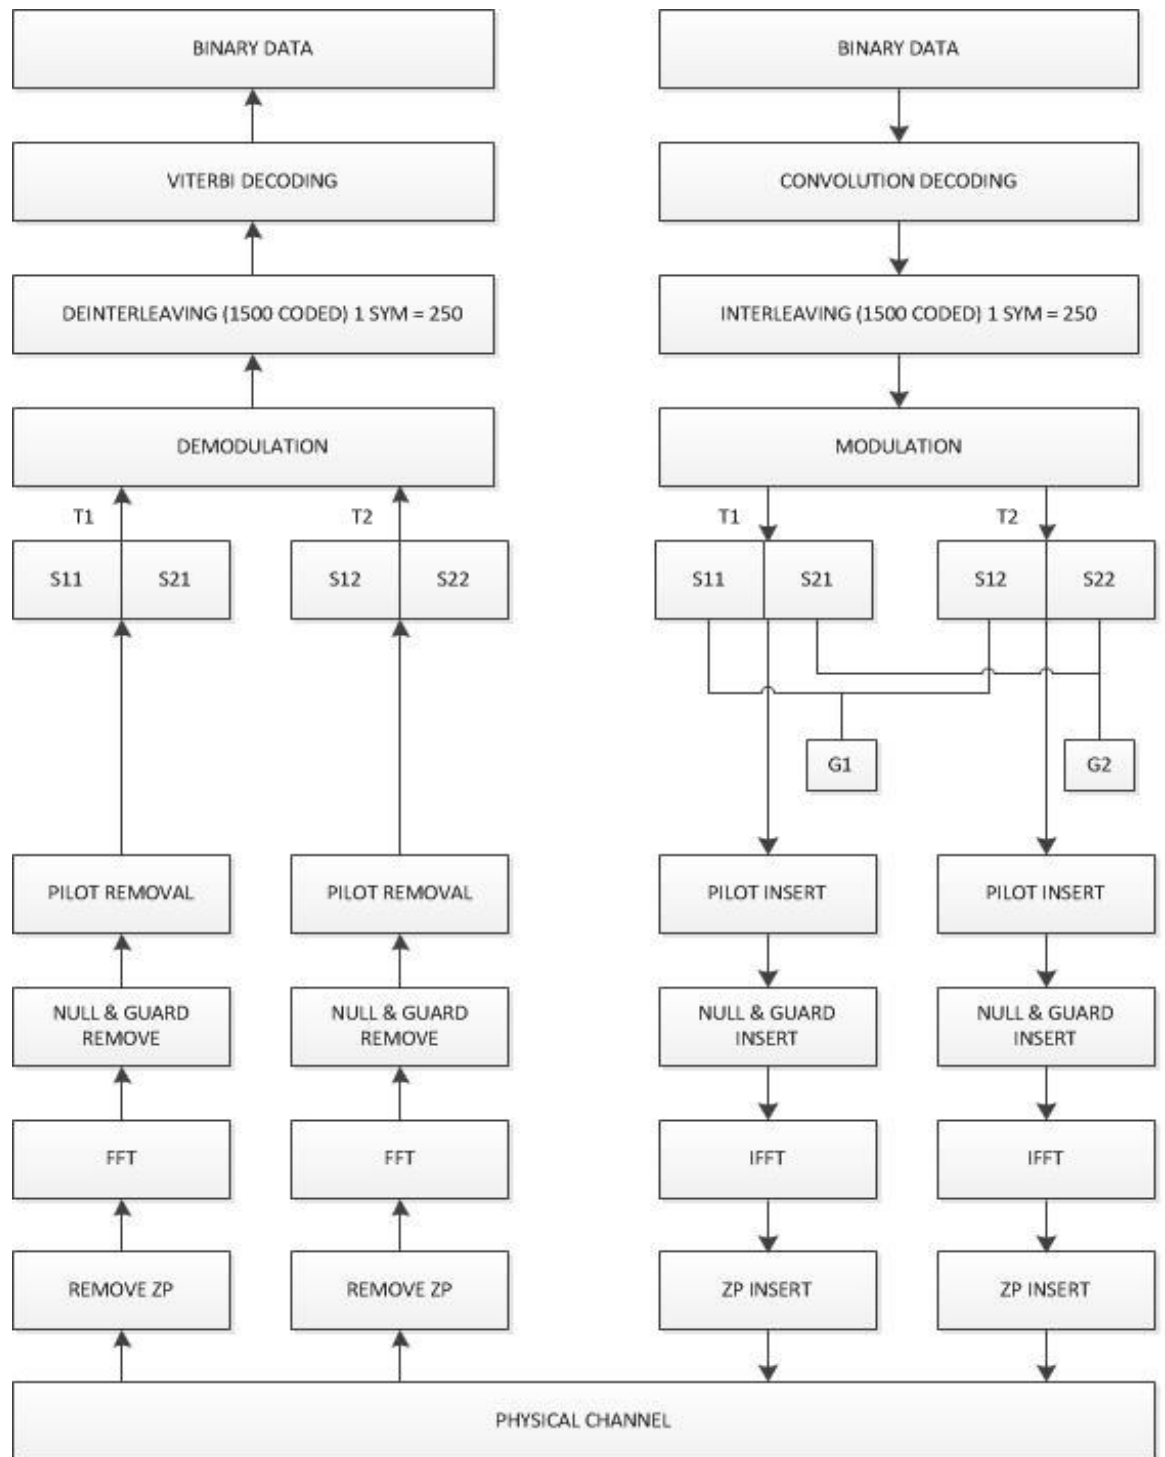 BINARY DATA
BINARY DATA
VITERBI DECODING
CONVOLUTION DECODING
DEINTERLEAVING (1500 CODED) 1 SYM = 250
INTERLEAVING (1500 CODED) 1 SYM = 250
DEMODULATION
MODULATION
T1
T2
T1
T2
S11
S21
S12
S22
S11
S21
S12
S22
G1
G2
PILOT REMOVAL
PILOT REMOVAL
PILOT INSERT
PILOT INSERT
NULL & GUARD
REMOVE
NULL & GUARD
REMOVE
NULL & GUARD
INSERT
NULL & GUARD
INSERT
FFT
FFT
IFFT
IFFT
REMOVE ZP
REMOVE ZP
ZP INSERT
ZP INSERT
PHYSICAL CHANNEL